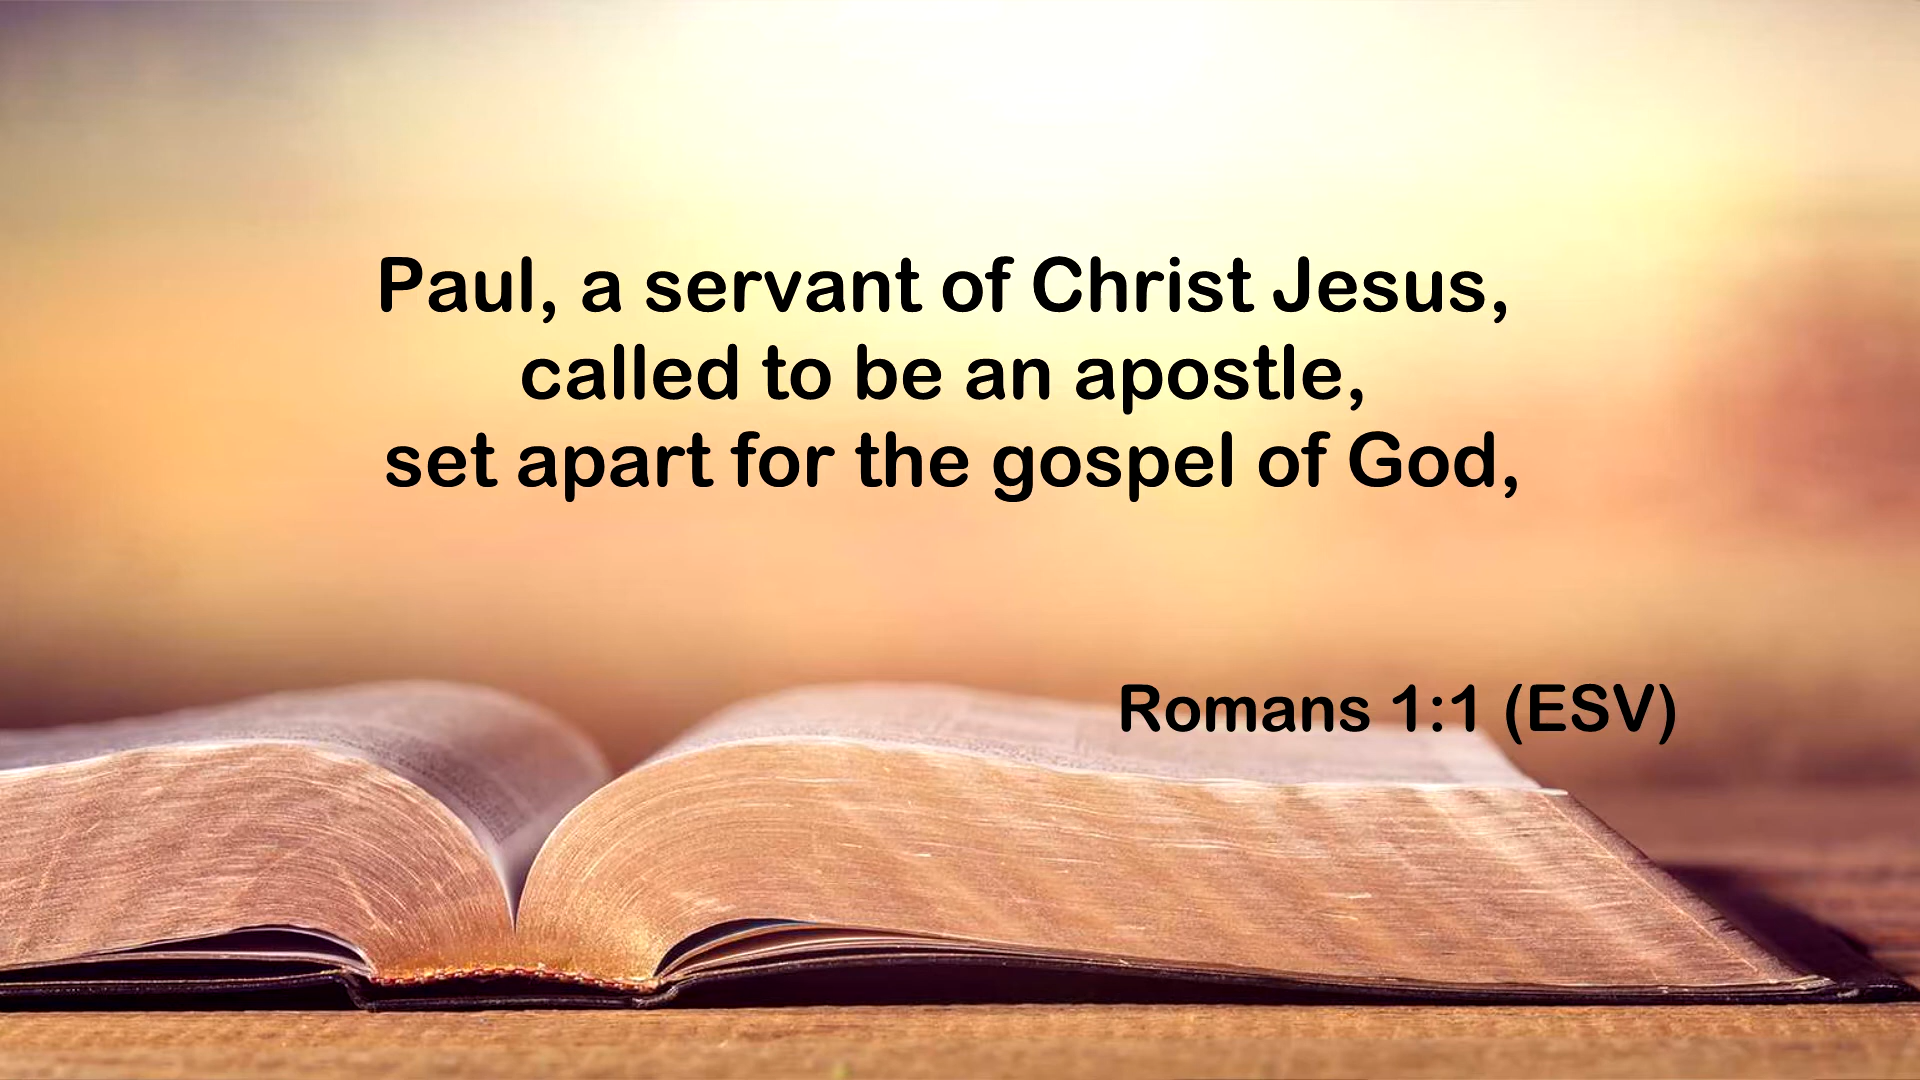 Paul, a servant of Christ Jesus,
called to be an apostle,
set apart for the gospel of God,
Romans 1:1 (ESV)